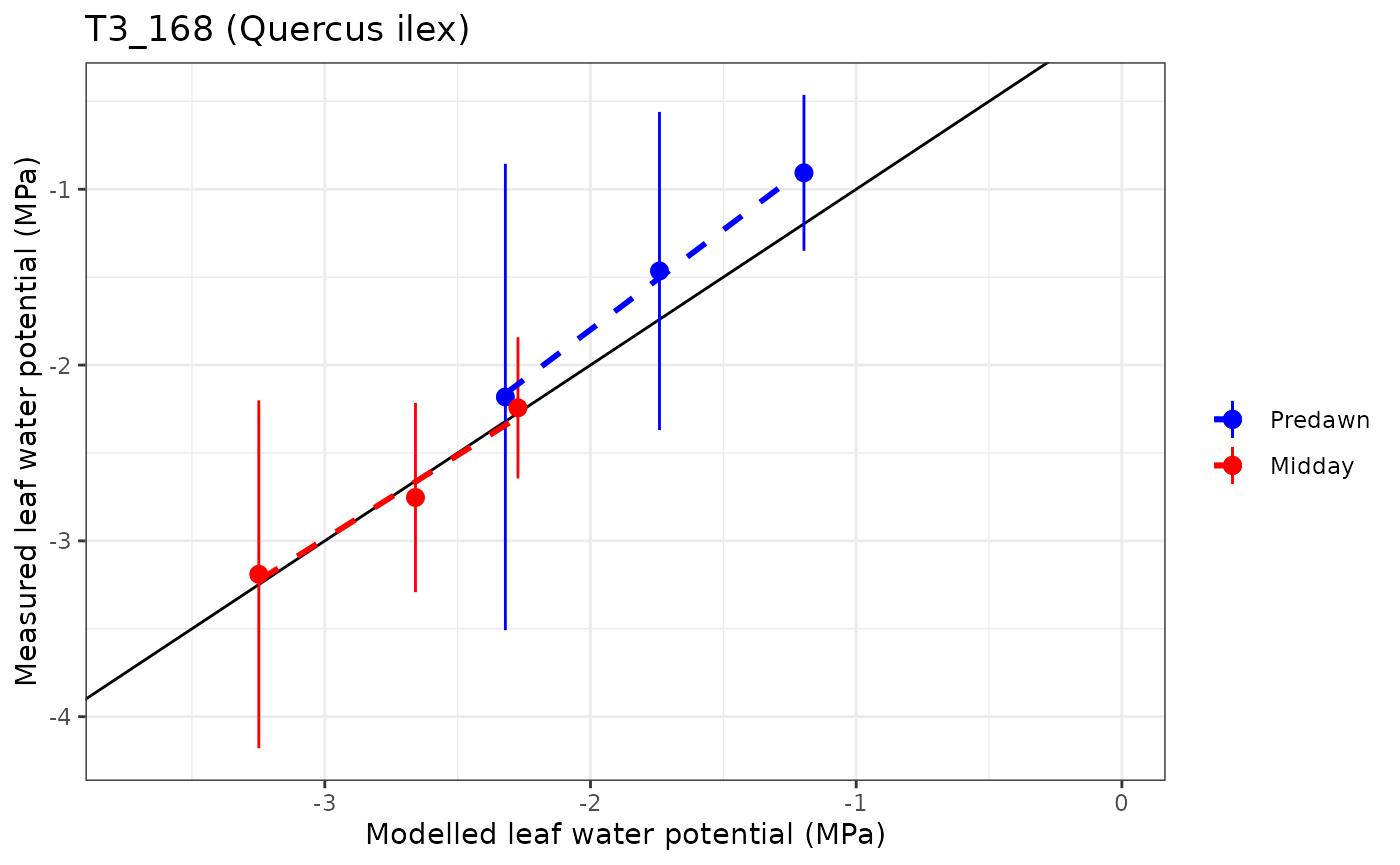 T3_168 (Quercus ilex)
Measured leaf water potential (MPa)
-1
-2
-3
-4
-3
-2
-1
0
Modelled leaf water potential (MPa)
Predawn
Midday